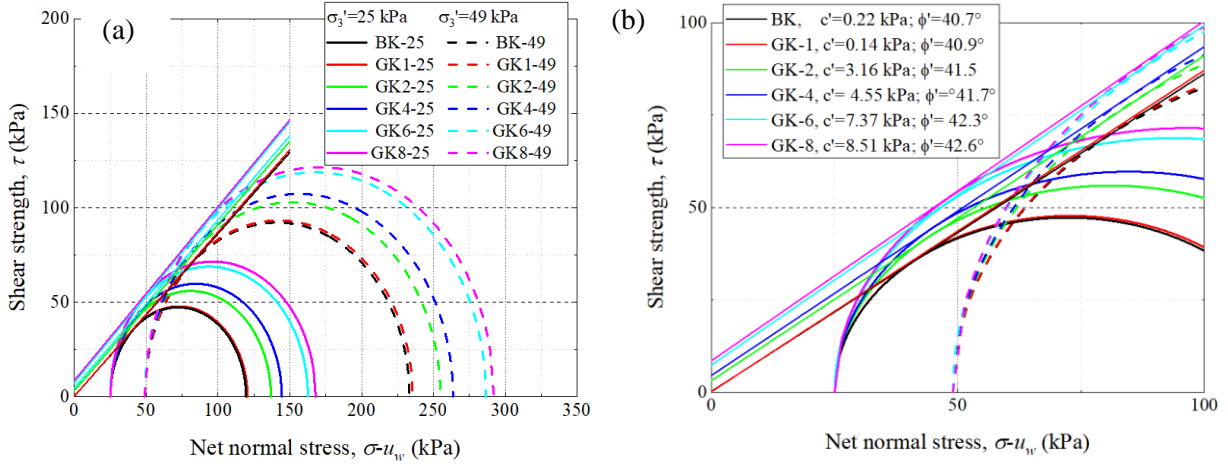 (a)
σ3'=25 kPa σ3'=49 kPa
BK-25 BK-49
GK1-25 GK1-49
GK2-25 GK2-49
GK4-25 GK4-49
GK6-25 GK6-49
GK8-25 GK8-49
200
150
100
50
0
0 50 100 150 200 250 300 350
Shear strength, τ (kPa)
Net normal stress, σ-uw (kPa)
(b)
BK, c'=0.22 kPa; ϕ'=40.7°
GK-1, c'=0.14 kPa; ϕ'=40.9°
GK-2, c'=3.16 kPa; ϕ'=41.5
GK-4, c'= 4.55 kPa; ϕ'=°41.7°
GK-6, c'=7.37 kPa; ϕ'= 42.3°
GK-8, c'=8.51 kPa; ϕ'=42.6°
100
50
0
0 50 100
Shear strength, τ (kPa)
Net normal stress, σ-uw (kPa)